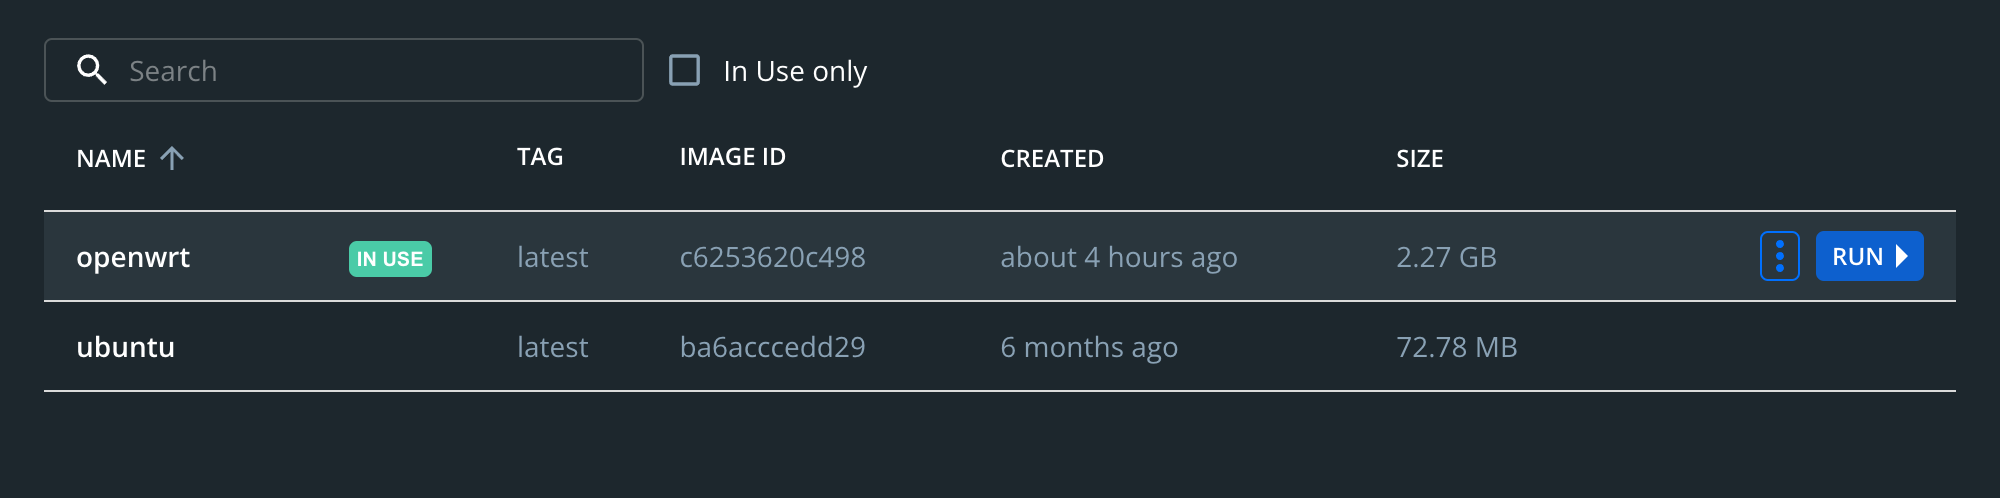 Search In Use only
NAME TAG IMAGE ID CREATED SIZE
openwrt IN USE latest c6253620c498 about 4 hours ago 2.27 GB RUN
ubuntu latest ba6acccedd29 6 months ago 72.78 MB